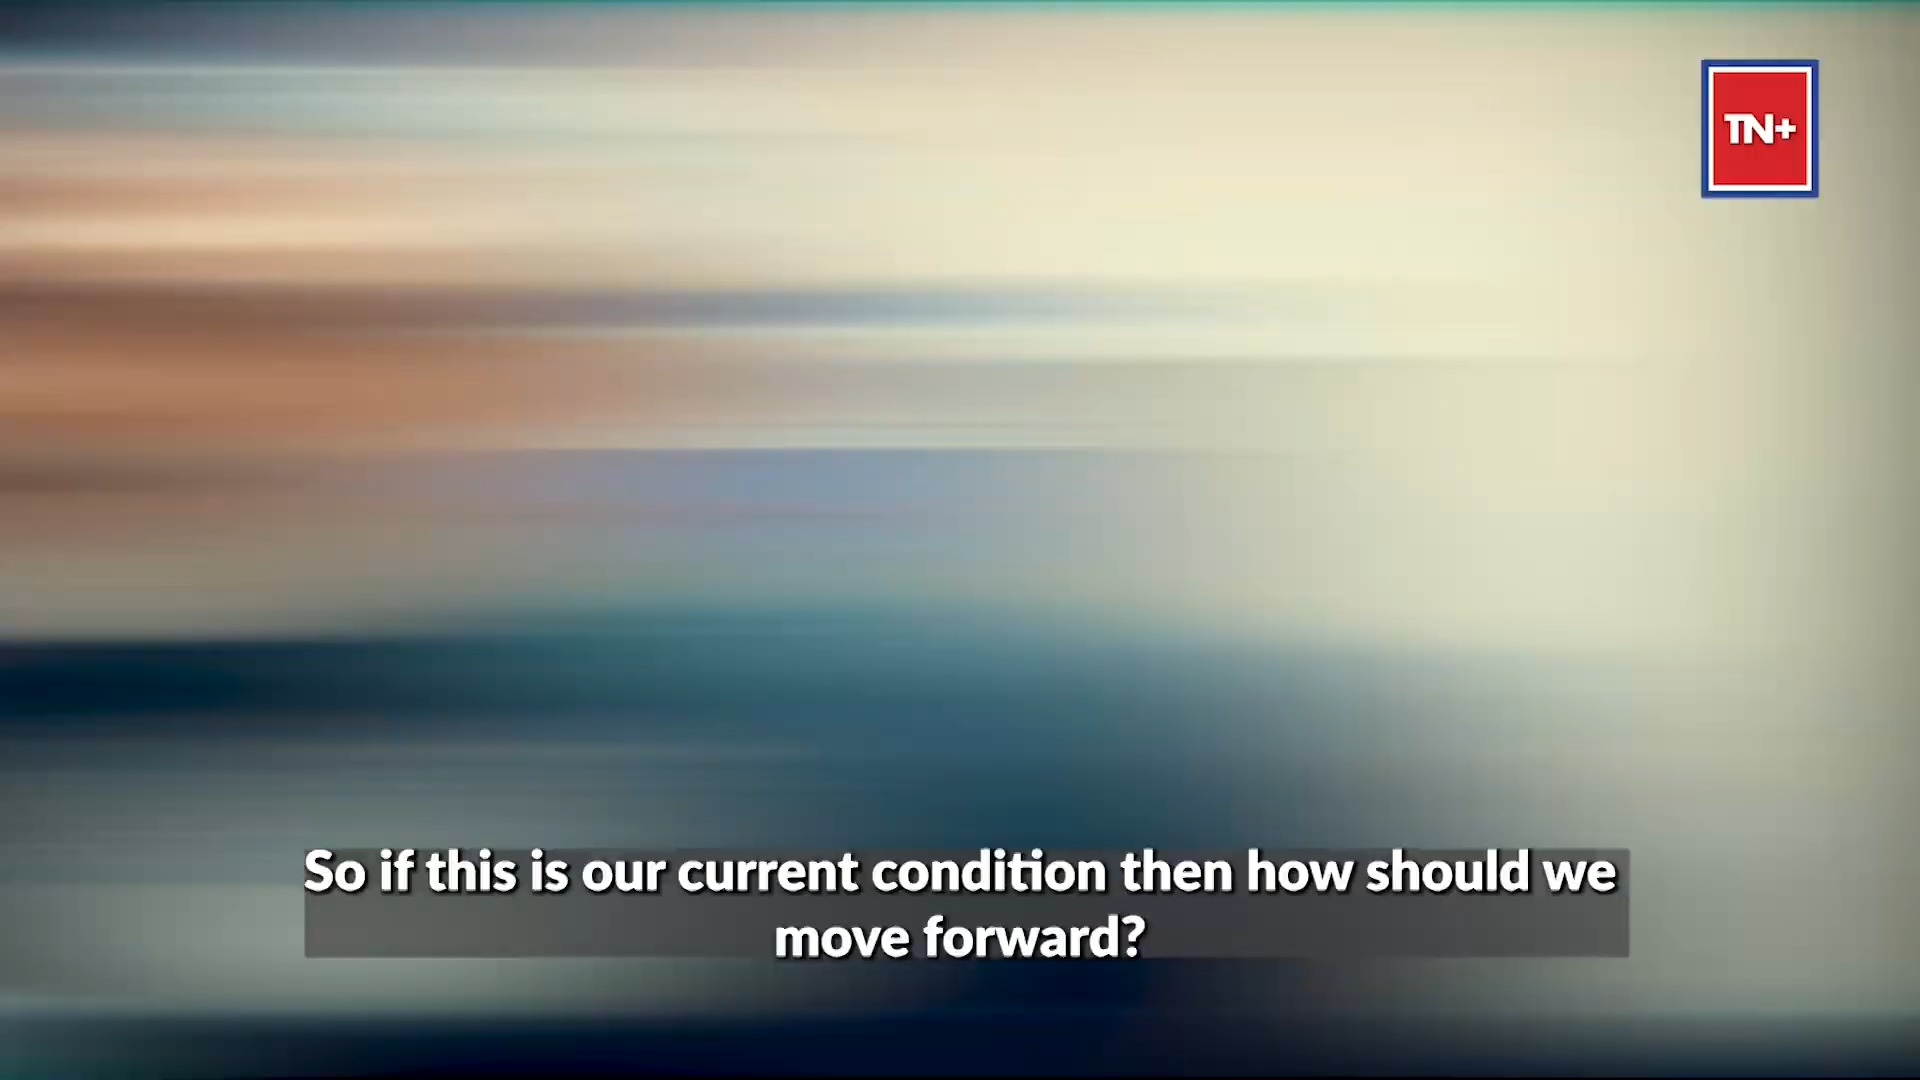 TN+
So if this is our current condition then how should we
move forward?